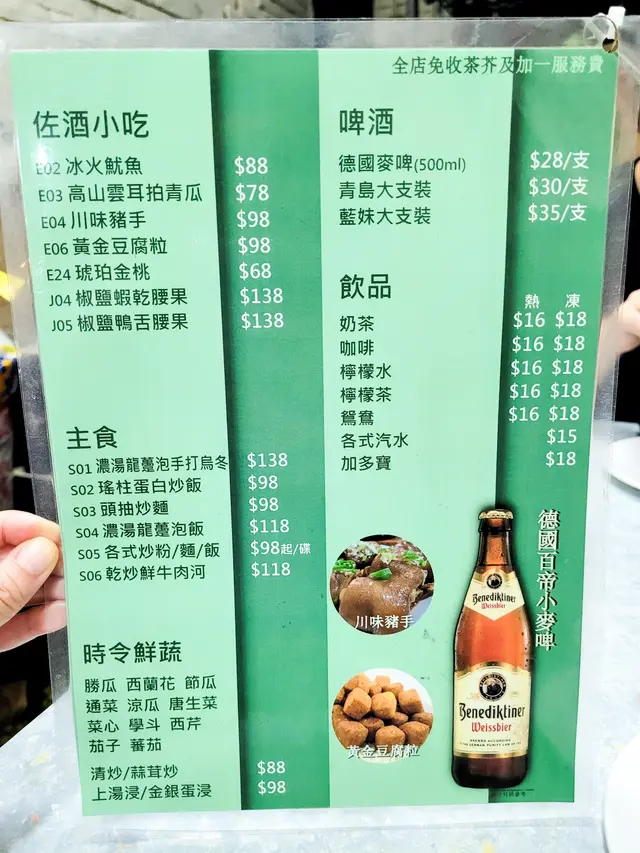 全店免收茶芥及加一服務費
佐酒小吃
E02 冰火魷魚 $88
E03 高山雲耳拍青瓜 $78
E04 川味豬手 $98
E06 黃金豆腐粒 $98
E24 琥珀金桃 $68
J04 椒鹽蝦乾腰果 $138
J05 椒鹽鴨舌腰果 $138
主食
S01 濃湯龍躉泡手打烏冬 $138
S02 瑤柱蛋白炒飯 $98
S03 頭抽炒麵 $98
S04 濃湯龍躉泡飯 $118
S05 各式炒粉/麵/飯 $98起/碟
S06 乾炒鮮牛肉河 $118
時令鮮蔬
勝瓜 西蘭花 節瓜
通菜 涼瓜 唐生菜
菜心 學斗 西芹
茄子 蕃茄
清炒/蒜茸炒 $88
上湯浸/金銀蛋浸 $98
啤酒
德國麥啤(500ml) $28/支
青島大支裝 $30/支
藍妹大支裝 $35/支
飲品
熱 凍
奶茶 $16 $18
咖啡 $16 $18
檸檬水 $16 $18
檸檬茶 $16 $18
鴛鴦 $16 $18
各式汽水 $15
加多寶 $18
川味豬手
黃金豆腐粒
德國百帝小麥啤
Benediktiner
Weissbier
Benediktiner
Weissbier